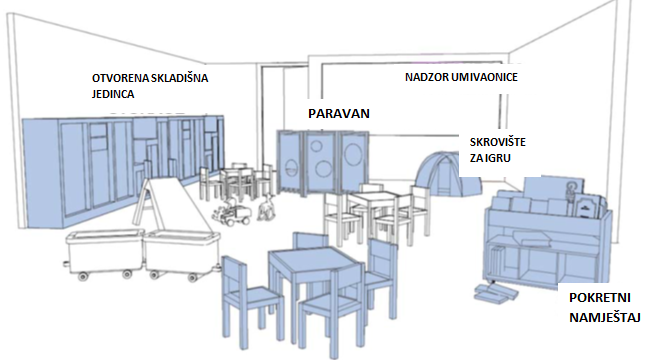 OTVORENA SKLADIŠNA
JEDINCA
NADZOR UMIVAONICE
PARAVAN
SKROVIŠTE
ZA IGRU
POKRETNI
NAMJEŠTAJ